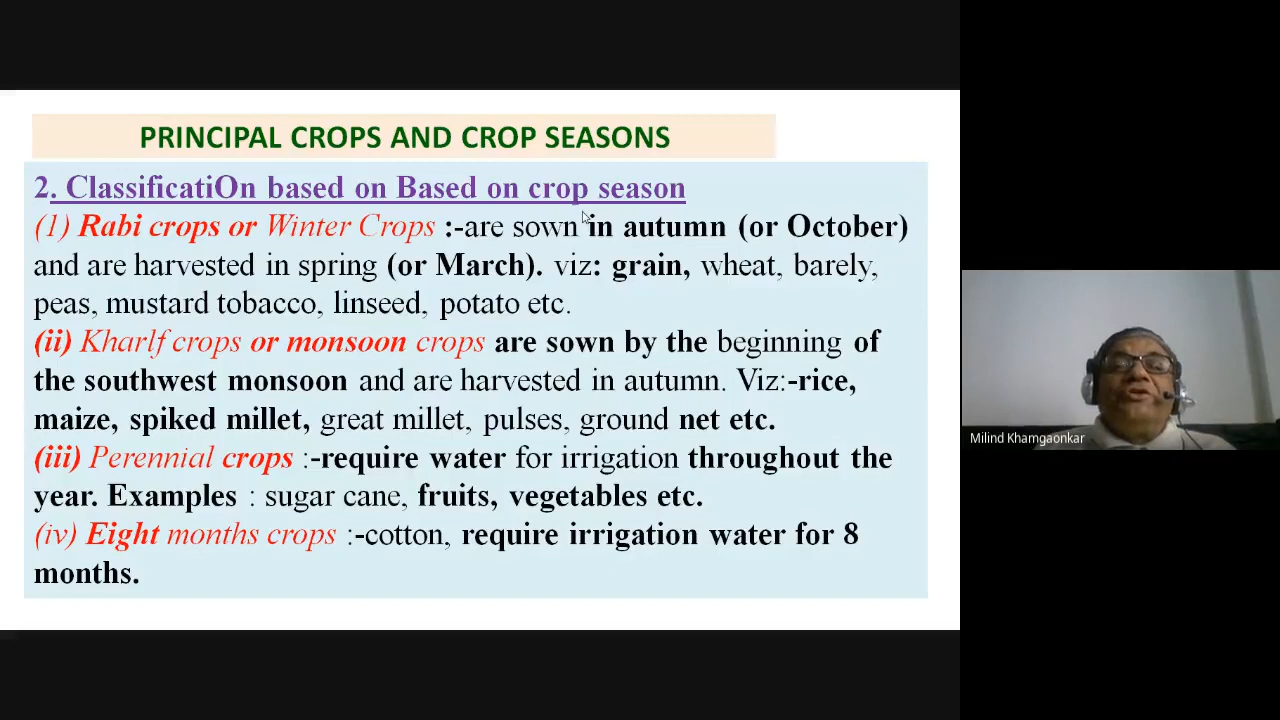 PRINCIPAL CROPS AND CROP SEASONS
2. ClassificatiOn based on Based on crop season
(1) Rabi crops or Winter Crops :-are sown in autumn (or October)
and are harvested in spring (or March). viz: grain, wheat, barely,
peas, mustard tobacco, linseed, potato etc.
(ii) Kharlf crops or monsoon crops are sown by the beginning of
the southwest monsoon and are harvested in autumn. Viz:-rice,
maize, spiked millet, great millet, pulses, ground net etc.
(iii) Perennial crops :-require water for irrigation throughout the
year. Examples : sugar cane, fruits, vegetables etc.
(iv) Eight months crops :-cotton, require irrigation water for 8
months.
Milind Khamgaonkar